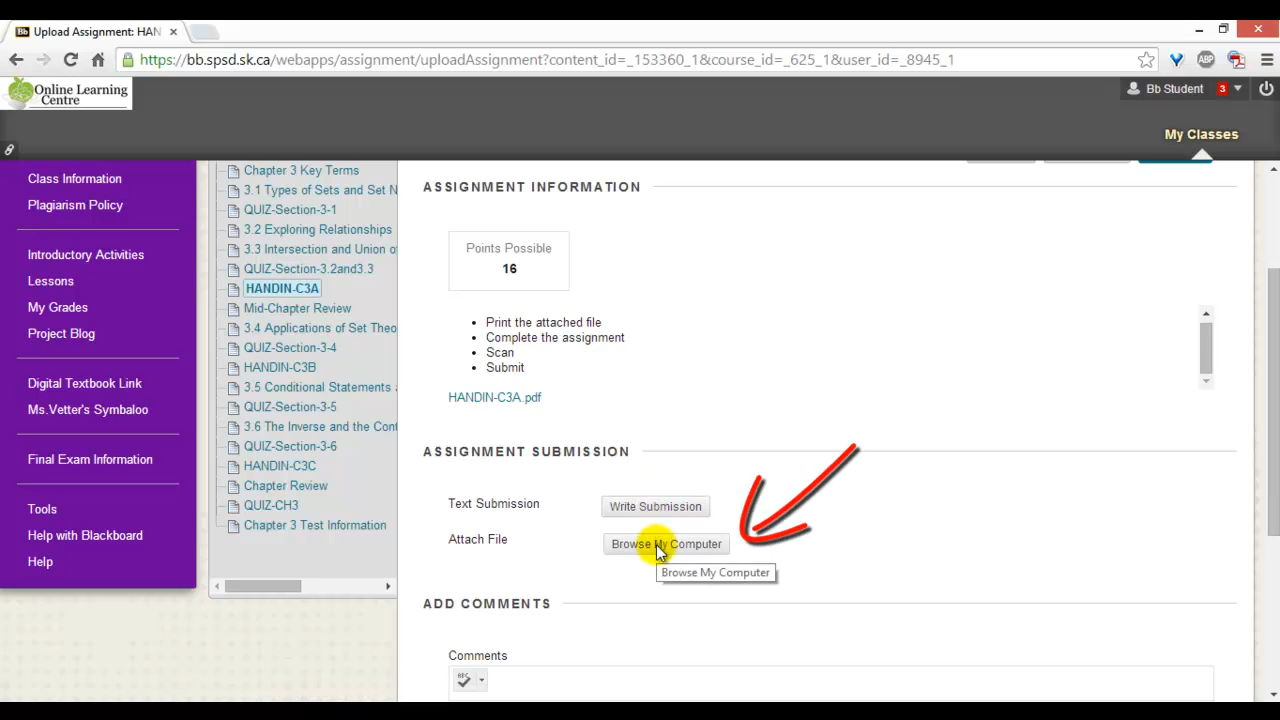 Upload Assignment: HAN
https://bb.spsd.sk.ca/webapps/assignment/uploadAssignment?content_id=_153360_1&course_id=_625_1&user_id=_8945_1
ABP
Online Learning
Centre
Bb Student 3
My Classes
Class Information
Plagiarism Policy
Introductory Activities
Lessons
My Grades
Project Blog
Digital Textbook Link
Ms.Vetter's Symbaloo
Final Exam Information
Tools
Help with Blackboard
Help
Chapter 3 Key Terms
3.1 Types of Sets and Set N
QUIZ-Section-3-1
3.2 Exploring Relationships
3.3 Intersection and Union o
QUIZ-Section-3.2and3.3
HANDIN-C3A
Mid-Chapter Review
3.4 Applications of Set Theo
QUIZ-Section-3-4
HANDIN-C3B
3.5 Conditional Statements a
QUIZ-Section-3-5
3.6 The Inverse and the Cont
QUIZ-Section-3-6
HANDIN-C3C
Chapter Review
QUIZ-CH3
Chapter 3 Test Information
ASSIGNMENT INFORMATION
Points Possible
16
Print the attached file
Complete the assignment
Scan
Submit
HANDIN-C3A.pdf
ASSIGNMENT SUBMISSION
Text Submission Write Submission
Attach File Browse My Computer
Browse My Computer
ADD COMMENTS
Comments
ABC